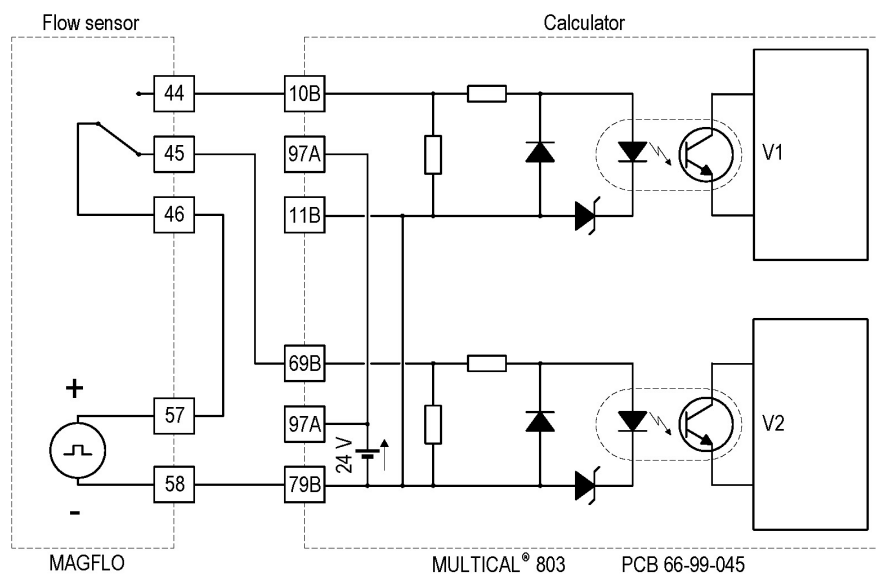 Flow sensor
Calculator
44
10B
45
97A
V1
46
11B
69B
+
57
97A
V2
24 V
58
79B
-
MAGFLO
MULTICAL® 803
PCB 66-99-045